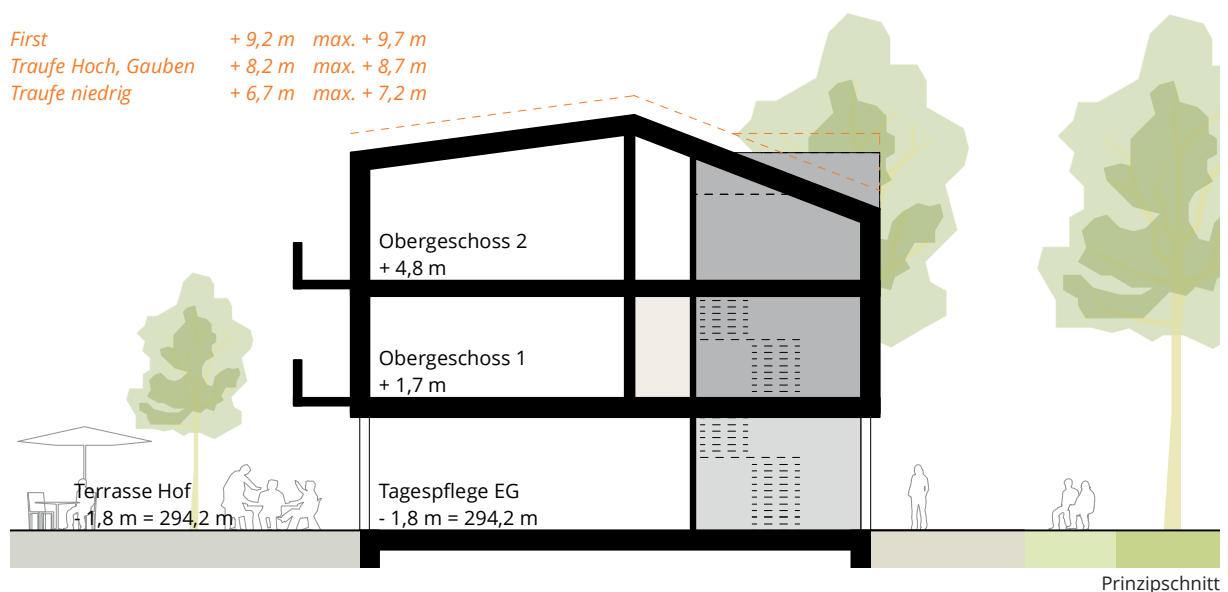 First + 9,2 m max. + 9,7 m
Traufe Hoch, Gauben + 8,2 m max. + 8,7 m
Traufe niedrig + 6,7 m max. + 7,2 m
Obergeschoss 2
+ 4,8 m
Obergeschoss 1
+ 1,7 m
Terrasse Hof
- 1,8 m = 294,2 m
Tagespflege EG
- 1,8 m = 294,2 m
Prinzipschnitt